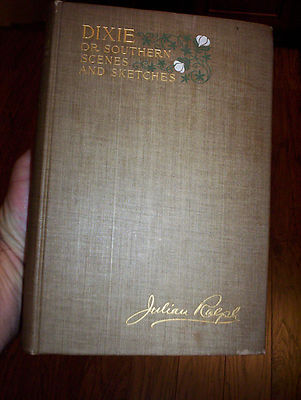 DIXIE
OR SOUTHERN
SCENES
AND SKETCHES
Julian Ralph